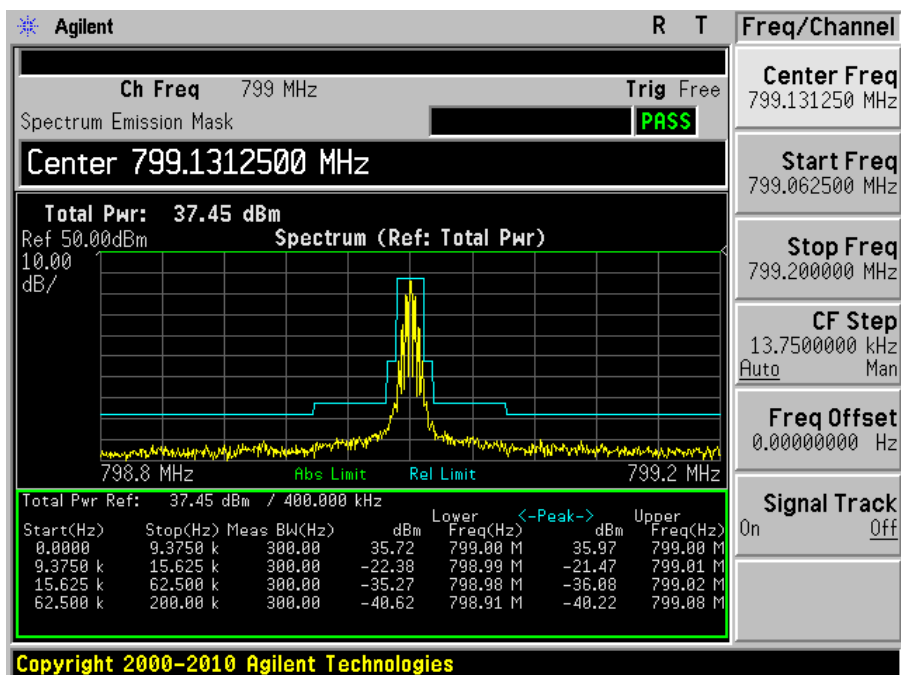 Agilent R T Freq/Channel
Ch Freq 799 MHz Trig Free
Spectrum Emission Mask PASS
Center 799.1312500 MHz
Total Pwr: 37.45 dBm
Ref 50.00dBm Spectrum (Ref: Total Pwr)
10.00
dB/
798.8 MHz Abs Limit Rel Limit 799.2 MHz
Total Pwr Ref: 37.45 dBm / 400.000 kHz
Lower <-Peak-> Upper
Start(Hz) Stop(Hz) Meas BW(Hz) dBm Freq(Hz) dBm Freq(Hz)
0.0000 9.3750 k 300.00 35.72 799.00 M 35.97 799.00 M
9.3750 k 15.625 k 300.00 -22.38 798.99 M -21.47 799.01 M
15.625 k 62.500 k 300.00 -35.27 798.98 M -36.08 799.02 M
62.500 k 200.00 k 300.00 -40.62 798.91 M -40.22 799.08 M
Center Freq
799.131250 MHz
Start Freq
799.062500 MHz
Stop Freq
799.200000 MHz
CF Step
13.7500000 kHz
Auto Man
Freq Offset
0.00000000 Hz
Signal Track
On Off
Copyright 2000-2010 Agilent Technologies